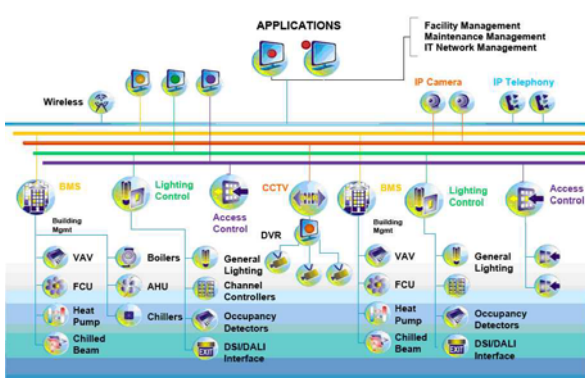 APPLICATIONS
Facility Management
Maintenance Management
IT Network Management
Wireless
IP Camera
IP Telephony
BMS
Lighting
Control
Access
Control
CCTV
BMS
Lighting
Control
Access
Control
Building
Mgmt
DVR
Building
Mgmt
VAV
Boilers
General
Lighting
VAV
General
Lighting
FCU
AHU
Channel
Controllers
FCU
Heat
Pump
Chillers
Occupancy
Detectors
Heat
Pump
Occupancy
Detectors
Chilled
Beam
EXIT
DSI/DALI
Interface
Chilled
Beam
EXIT
DSI/DALI
Interface